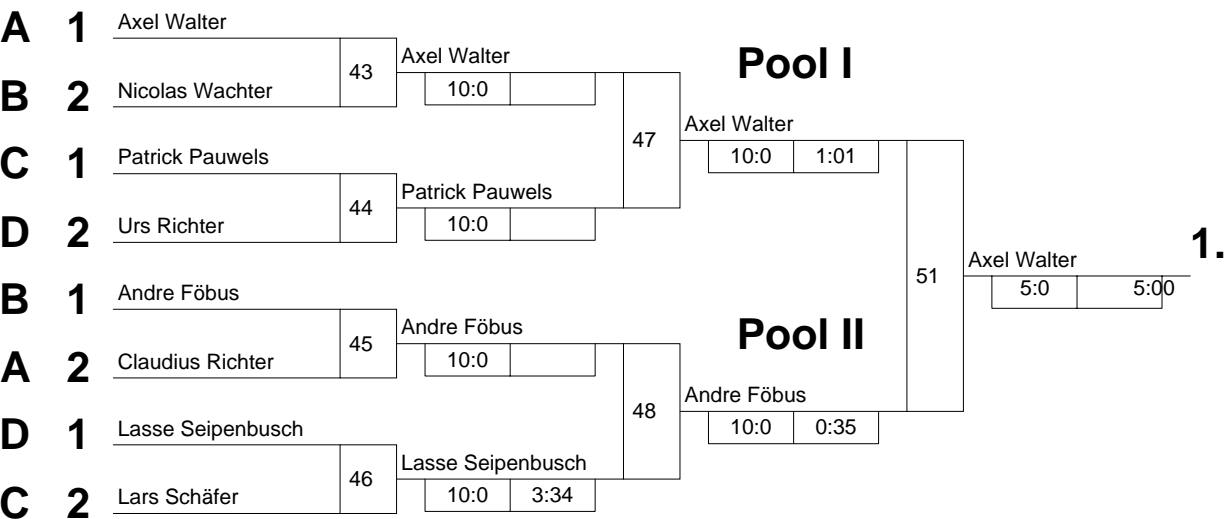 A 1 Axel Walter
43
Axel Walter
10:0
B 2 Nicolas Wachter
Pool I
47
Axel Walter
10:0 1:01
C 1 Patrick Pauwels
44
Patrick Pauwels
10:0
D 2 Urs Richter
51
Axel Walter
1.
5:0 5:00
B 1 Andre Föbus
45
Andre Föbus
10:0
A 2 Claudius Richter
Pool II
48
Andre Föbus
10:0 0:35
D 1 Lasse Seipenbusch
46
Lasse Seipenbusch
10:0 3:34
C 2 Lars Schäfer